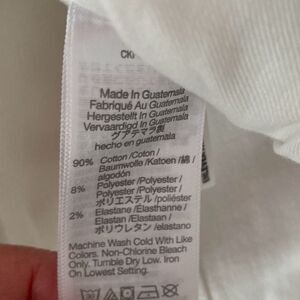 CK
Made In Guatemala
Fabriqué Au Guatemala
Hergestellt In Guatemala
Vervaardigd In Guatemala
グアテマラ製
hecho en guatemala
90% Cotton /Coton /
Baumwolle /Katoen /綿 /
algodón
8% Polyester /Polyester /
Polyester /Polyester /
ポリエステル /poliéster
2% Elastane /Elasthanne /
Elastan /Elastaan /
ポリウレタン /elastano
Machine Wash Cold With Like
Colors. Non-Chlorine Bleach
Only. Tumble Dry Low. Iron
On Lowest Setting.